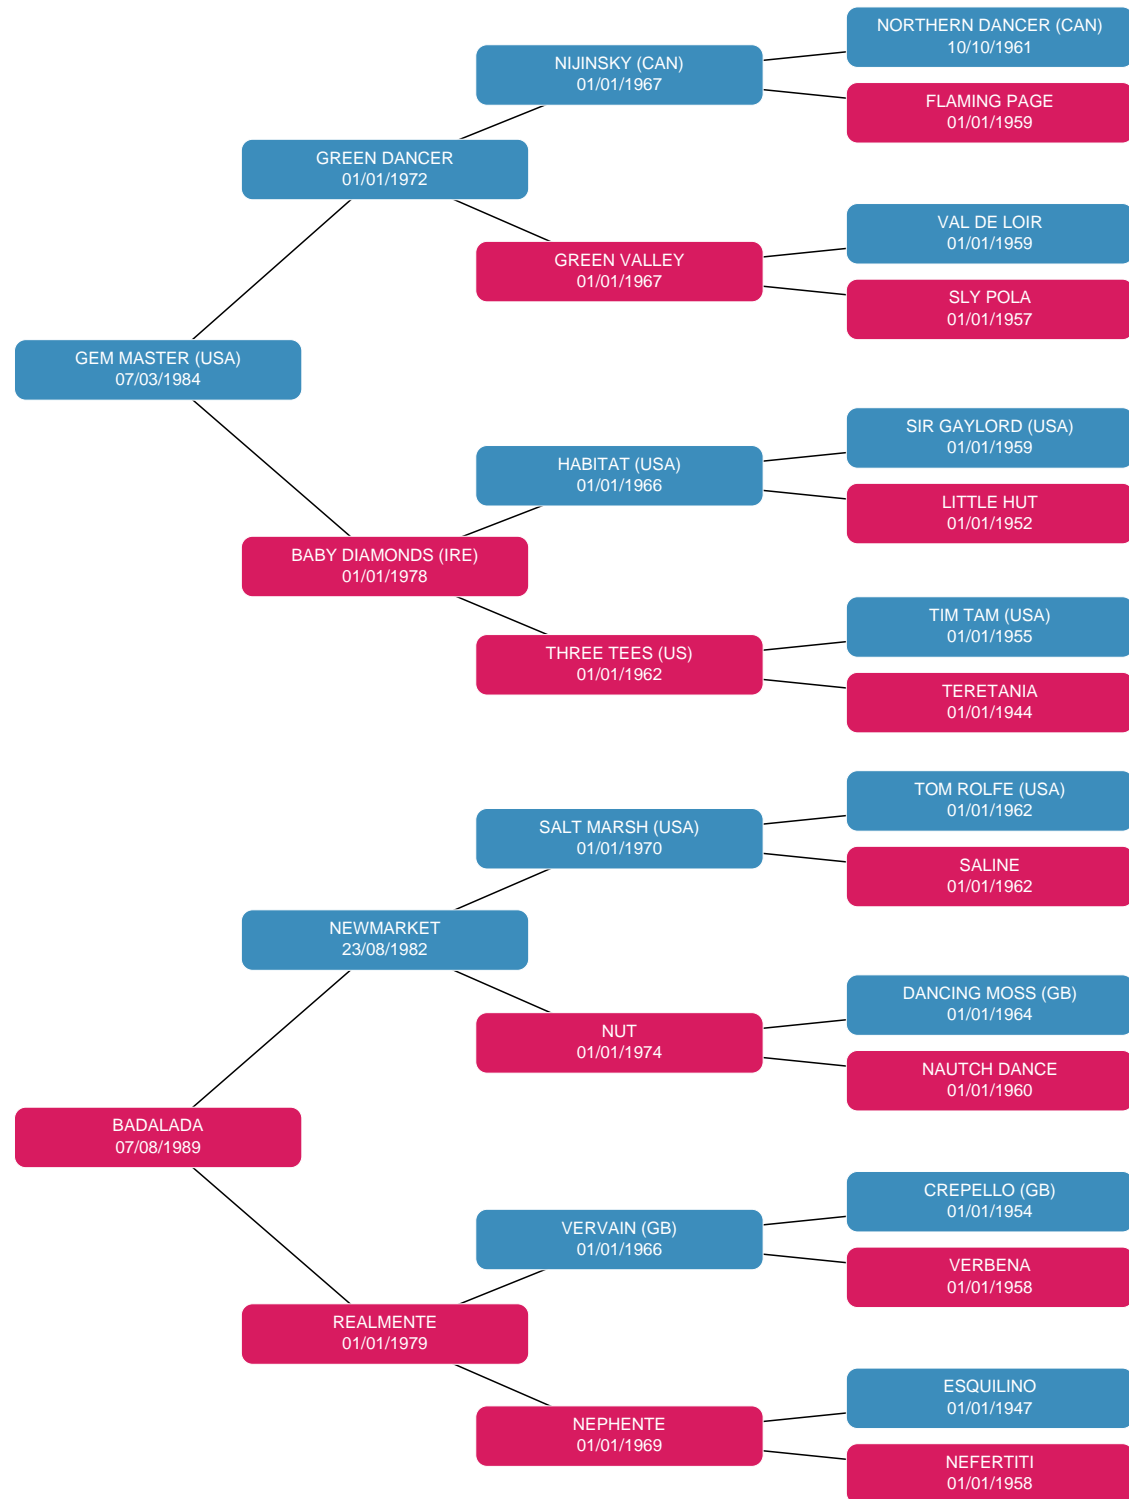 NORTHERN DANCER (CAN)
10/10/1961
NIJINSKY (CAN)
01/01/1967
FLAMING PAGE
01/01/1959
GREEN DANCER
01/01/1972
VAL DE LOIR
01/01/1959
GREEN VALLEY
01/01/1967
SLY POLA
01/01/1957
GEM MASTER (USA)
07/03/1984
SIR GAYLORD (USA)
01/01/1959
HABITAT (USA)
01/01/1966
LITTLE HUT
01/01/1952
BABY DIAMONDS (IRE)
01/01/1978
TIM TAM (USA)
01/01/1955
THREE TEES (US)
01/01/1962
TERETANIA
01/01/1944
TOM ROLFE (USA)
01/01/1962
SALT MARSH (USA)
01/01/1970
SALINE
01/01/1962
NEWMARKET
23/08/1982
DANCING MOSS (GB)
01/01/1964
NUT
01/01/1974
NAUTCH DANCE
01/01/1960
BADALADA
07/08/1989
CREPELLO (GB)
01/01/1954
VERVAIN (GB)
01/01/1966
VERBENA
01/01/1958
REALMENTE
01/01/1979
ESQUILINO
01/01/1947
NEPHENTE
01/01/1969
NEFERTITI
01/01/1958